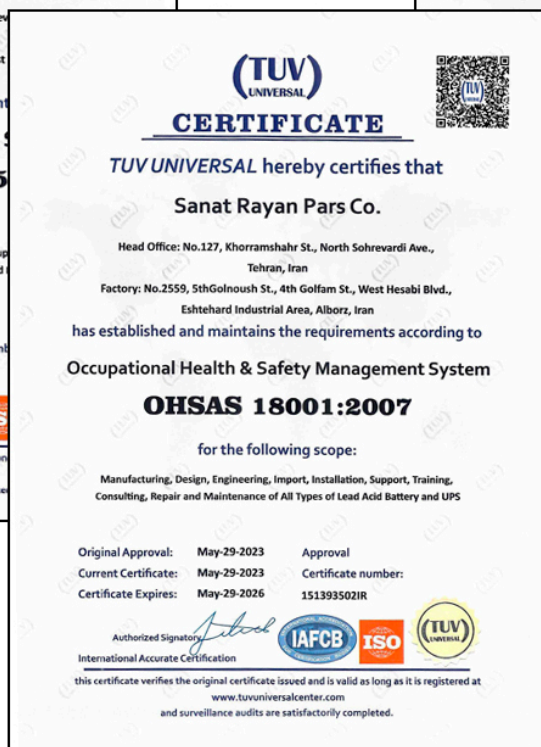 (TUV)
UNIVERSAL
CERTIFICATE
TUV UNIVERSAL hereby certifies that
Sanat Rayan Pars Co.
Head Office: No.127, Khorramshahr St., North Sohrevardi Ave.,
Tehran, Iran
Factory: No.2559, 5thGolnoush St., 4th Golfam St., West Hesabi Blvd.,
Eshtehard Industrial Area, Alborz, Iran
has established and maintains the requirements according to
Occupational Health & Safety Management System
OHSAS 18001:2007
for the following scope:
Manufacturing, Design, Engineering, Import, Installation, Support, Training,
Consulting, Repair and Maintenance of All Types of Lead Acid Battery and UPS
Original Approval: May-29-2023 Approval
Current Certificate: May-29-2023 Certificate number:
Certificate Expires: May-29-2026 151393502IR
Authorized Signatory
International Accurate Certification
IAFCB
ISO
(TUV)
UNIVERSAL
this certificate verifies the original certificate issued and is valid as long as it is registered at
www.tuvuniversalcenter.com
and surveillance audits are satisfactorily completed.